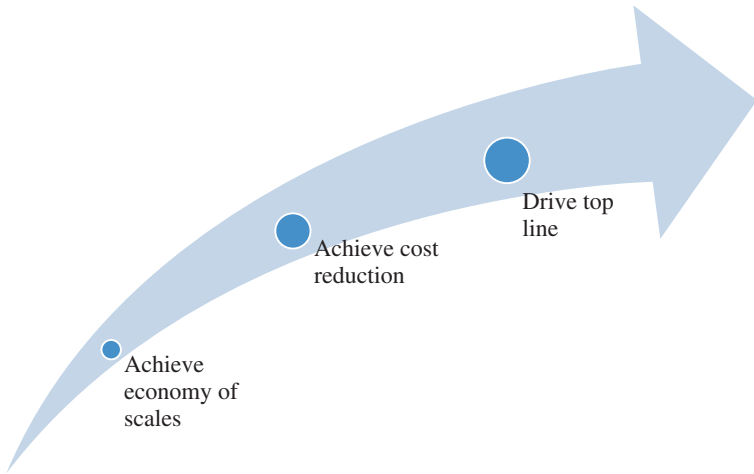 Drive top
line
Achieve cost
reduction
Achieve
economy of
scales